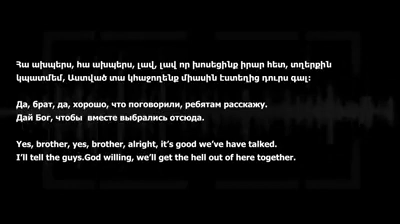 Հա ախպերս, հա ախպերս, լավ, լավ որ խոսեցինք իրար հետ, տղերքին
կպատմեմ, Աստված տա կհաջողենք միասին էստեղից դուրս գալ:
Да, брат, да, хорошо, что поговорили, ребятам расскажу.
Дай Бог, чтобы вместе выбрались отсюда.
Yes, brother, yes, brother, alright, it's good we've have talked.
I'll tell the guys.God willing, we'll get the hell out of here together.